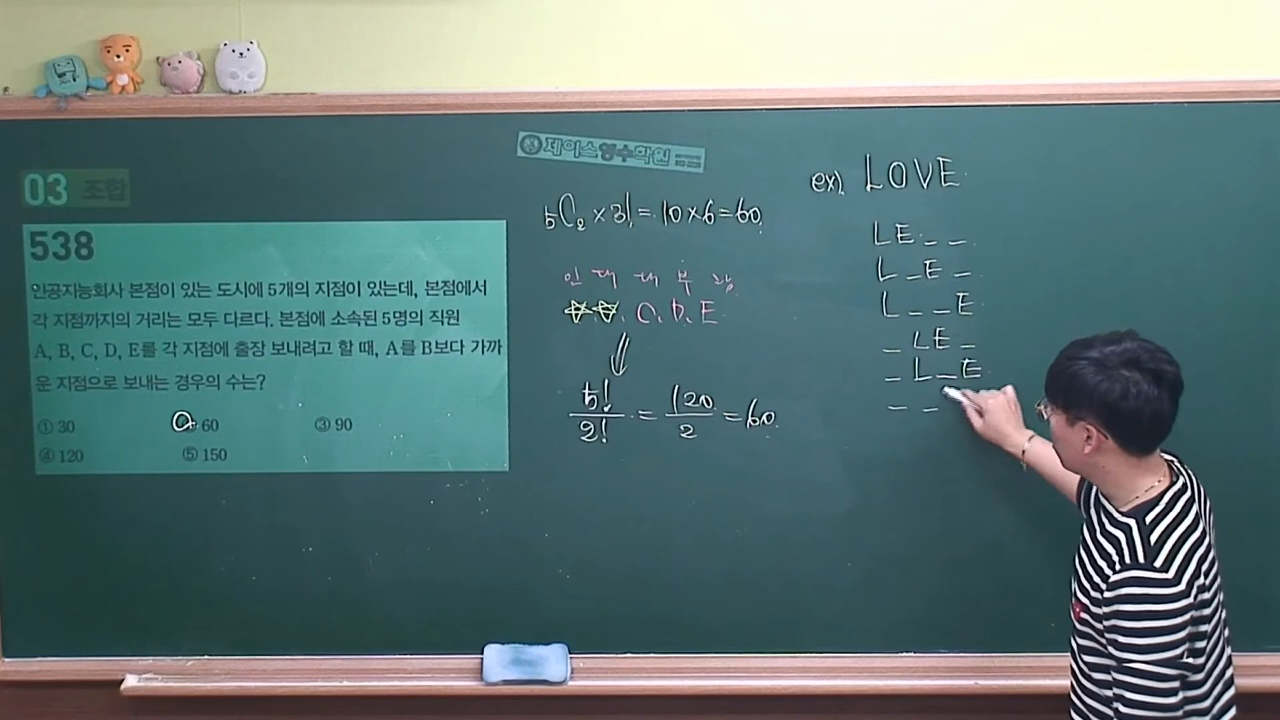 03 조합
538
인공지능회사 본점이 있는 도시에 5개의 지점이 있는데, 본점에서
각 지점까지의 거리는 모두 다르다. 본점에 소속된 5명의 직원
A, B, C, D, E를 각 지점에 출장 보내려고 할 때, A를 B보다 가까
운 지점으로 보내는 경우의 수는?
① 30 ② 60 ③ 90
④ 120 ⑤ 150
제이스영수학원
₅C₂ × 3! = 10 × 6 = 60.
인 대 대 부
☆, ☆, C, D, E
5!/2! = 120/2 = 60.
ex) LOVE.
LE _ _
L _ E _
L _ _ E
_ L E _
_ L _ E
_ _